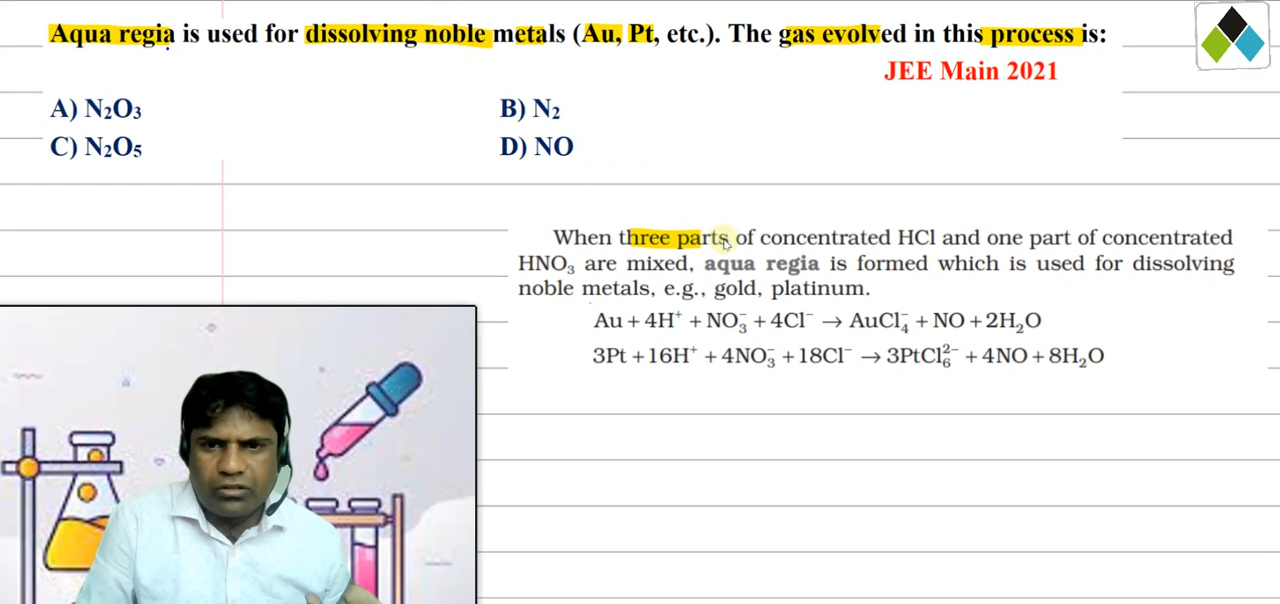 Aqua regia is used for dissolving noble metals (Au, Pt, etc.). The gas evolved in this process is:
JEE Main 2021
A) N₂O₃
B) N₂
C) N₂O₅
D) NO
When three parts of concentrated HCl and one part of concentrated
HNO₃ are mixed, aqua regia is formed which is used for dissolving
noble metals, e.g., gold, platinum.
Au + 4H⁺ + NO₃⁻ + 4Cl⁻ → AuCl₄⁻ + NO + 2H₂O
3Pt + 16H⁺ + 4NO₃⁻ + 18Cl⁻ → 3PtCl₆²⁻ + 4NO + 8H₂O